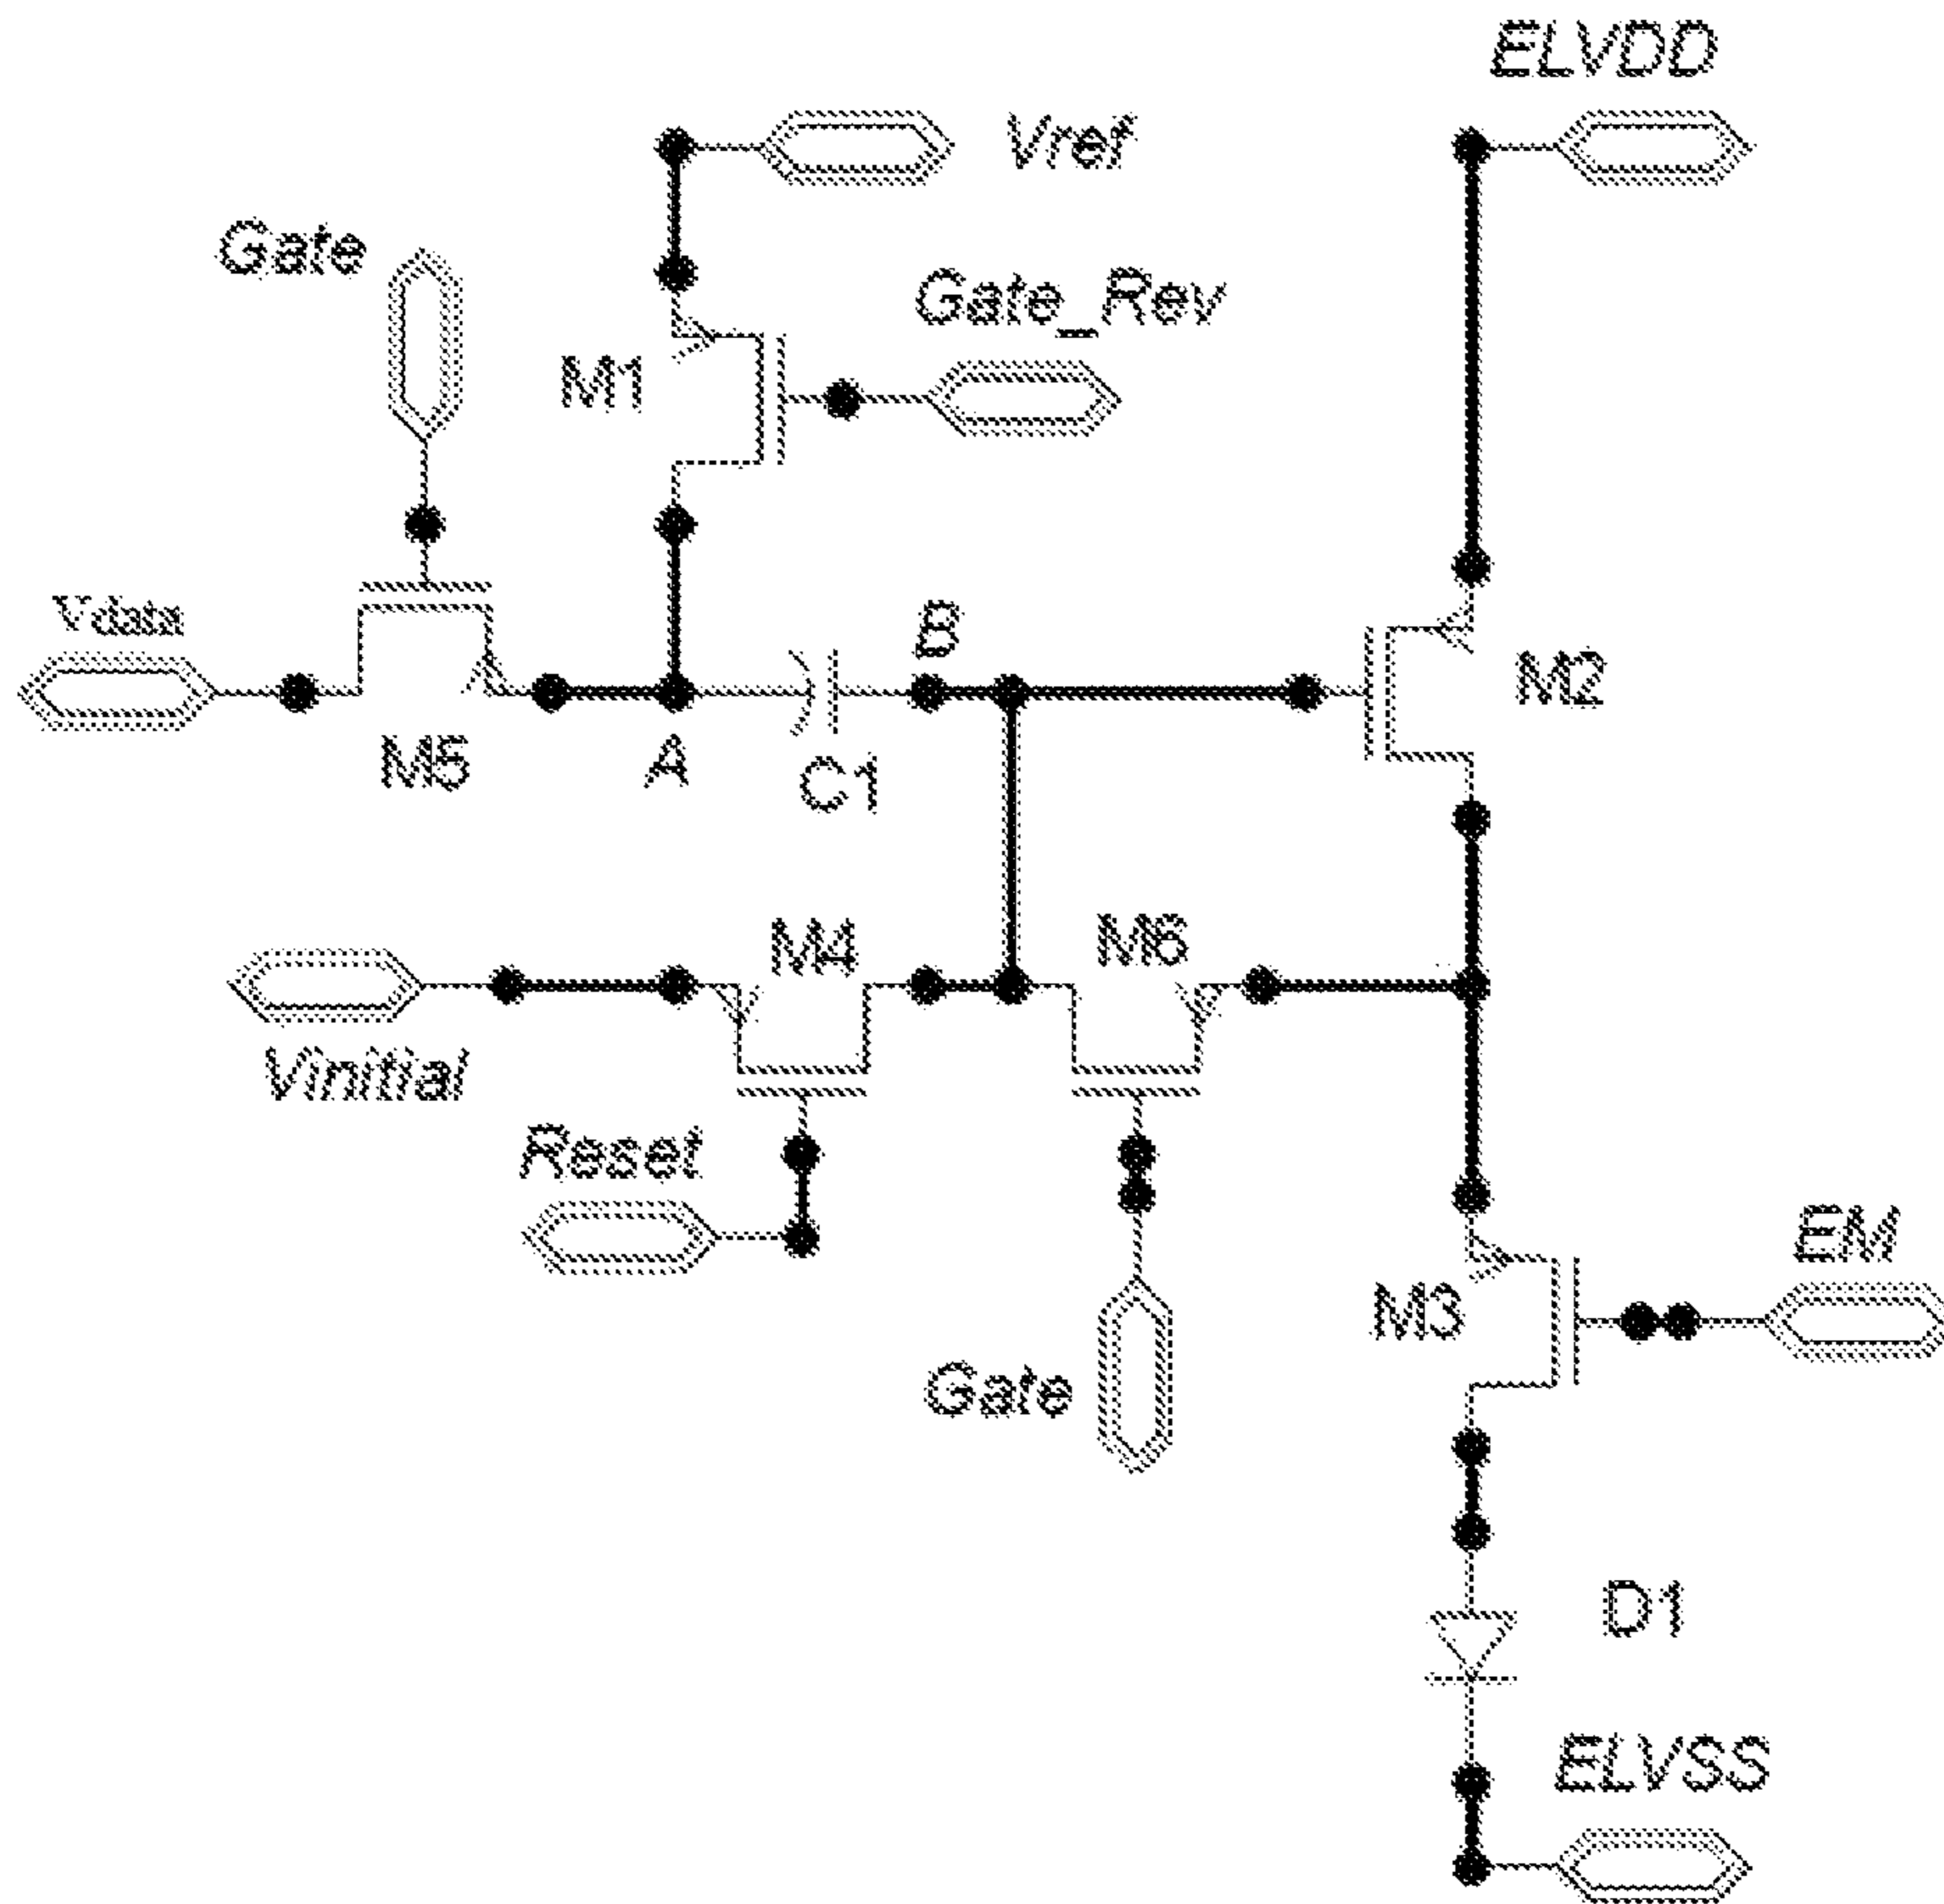 ELVDD
Vref
Gate
Gate_Rev
M1
Vdata
B
M2
M5
A
C1
M4
M6
Vinitial
Reset
EM
M3
Gate
D1
ELVSS